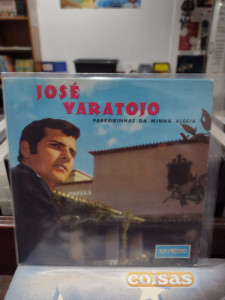 JOSÉ
VARATOJO
PARREIRINHAS DA MINHA ALDEIA
coisas